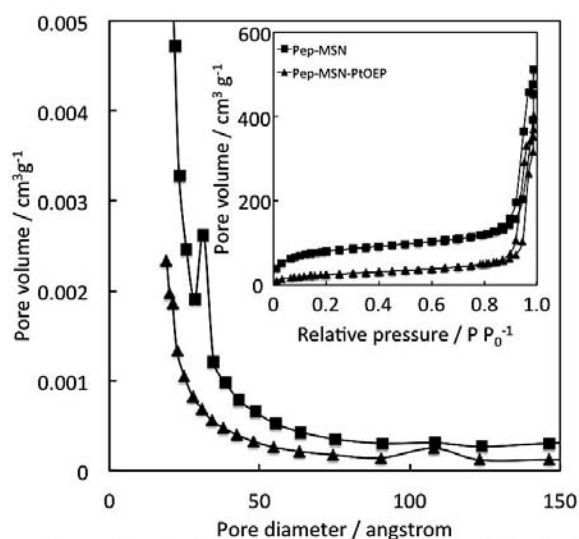 0.005
0.004
0.003
0.002
0.001
0
Pore volume / cm³g⁻¹
0
50
100
150
Pore diameter / angstrom
600
400
200
0
Pore volume / cm³ g⁻¹
■ Pep-MSN
▲ Pep-MSN-PtOEP
0 0.2 0.4 0.6 0.8 1.0
Relative pressure / P P₀⁻¹